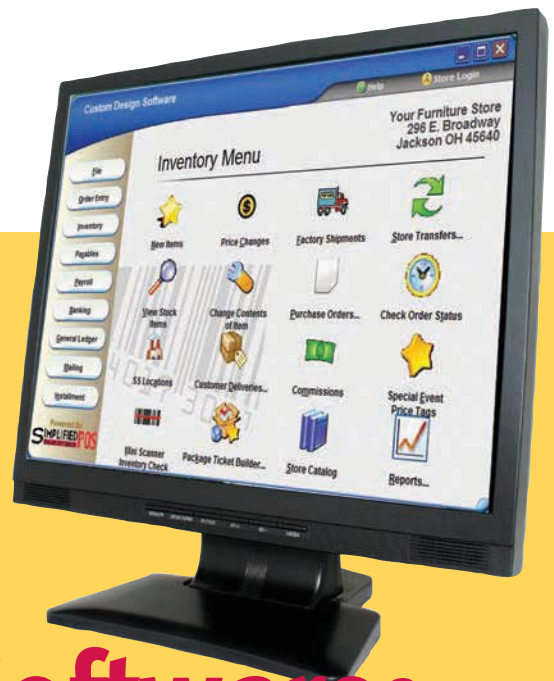 Custom Design Software
Help
Store Login
Your Furniture Store
296 E. Broadway
Jackson OH 45640
Inventory Menu
File
Order Entry
Inventory
Payables
Payroll
Banking
General Ledger
Mailing
Installment
Powered By
SIMPLIFIED POS
New Items
Price Changes
Factory Shipments
Store Transfers...
View Stock
Items
Change Contents
of Item
Purchase Orders...
Check Order Status
SS Locations
Customer Deliveries...
Commissions
Special Event
Price Tags
Mini Scanner
Inventory Check
Package Ticket Builder...
Store Catalog
Reports...